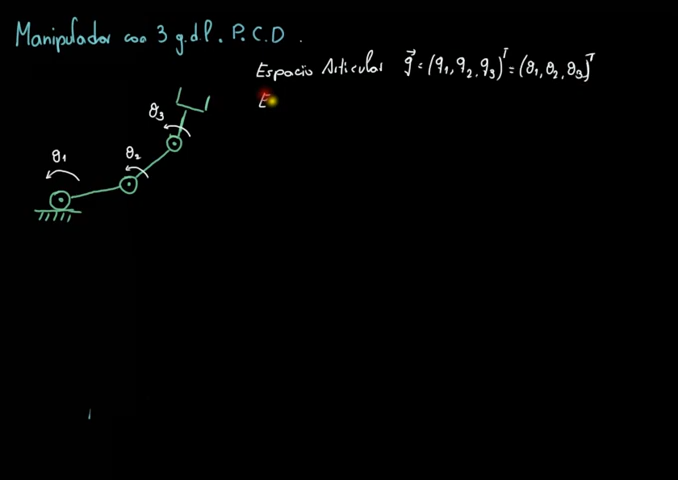 Manipulador con 3 g.d.l. P.C.D.
Espacio Articular q⃗ = (q₁, q₂, q₃)ᵀ = (θ₁, θ₂, θ₃)ᵀ
E
θ₃
θ₂
θ₁